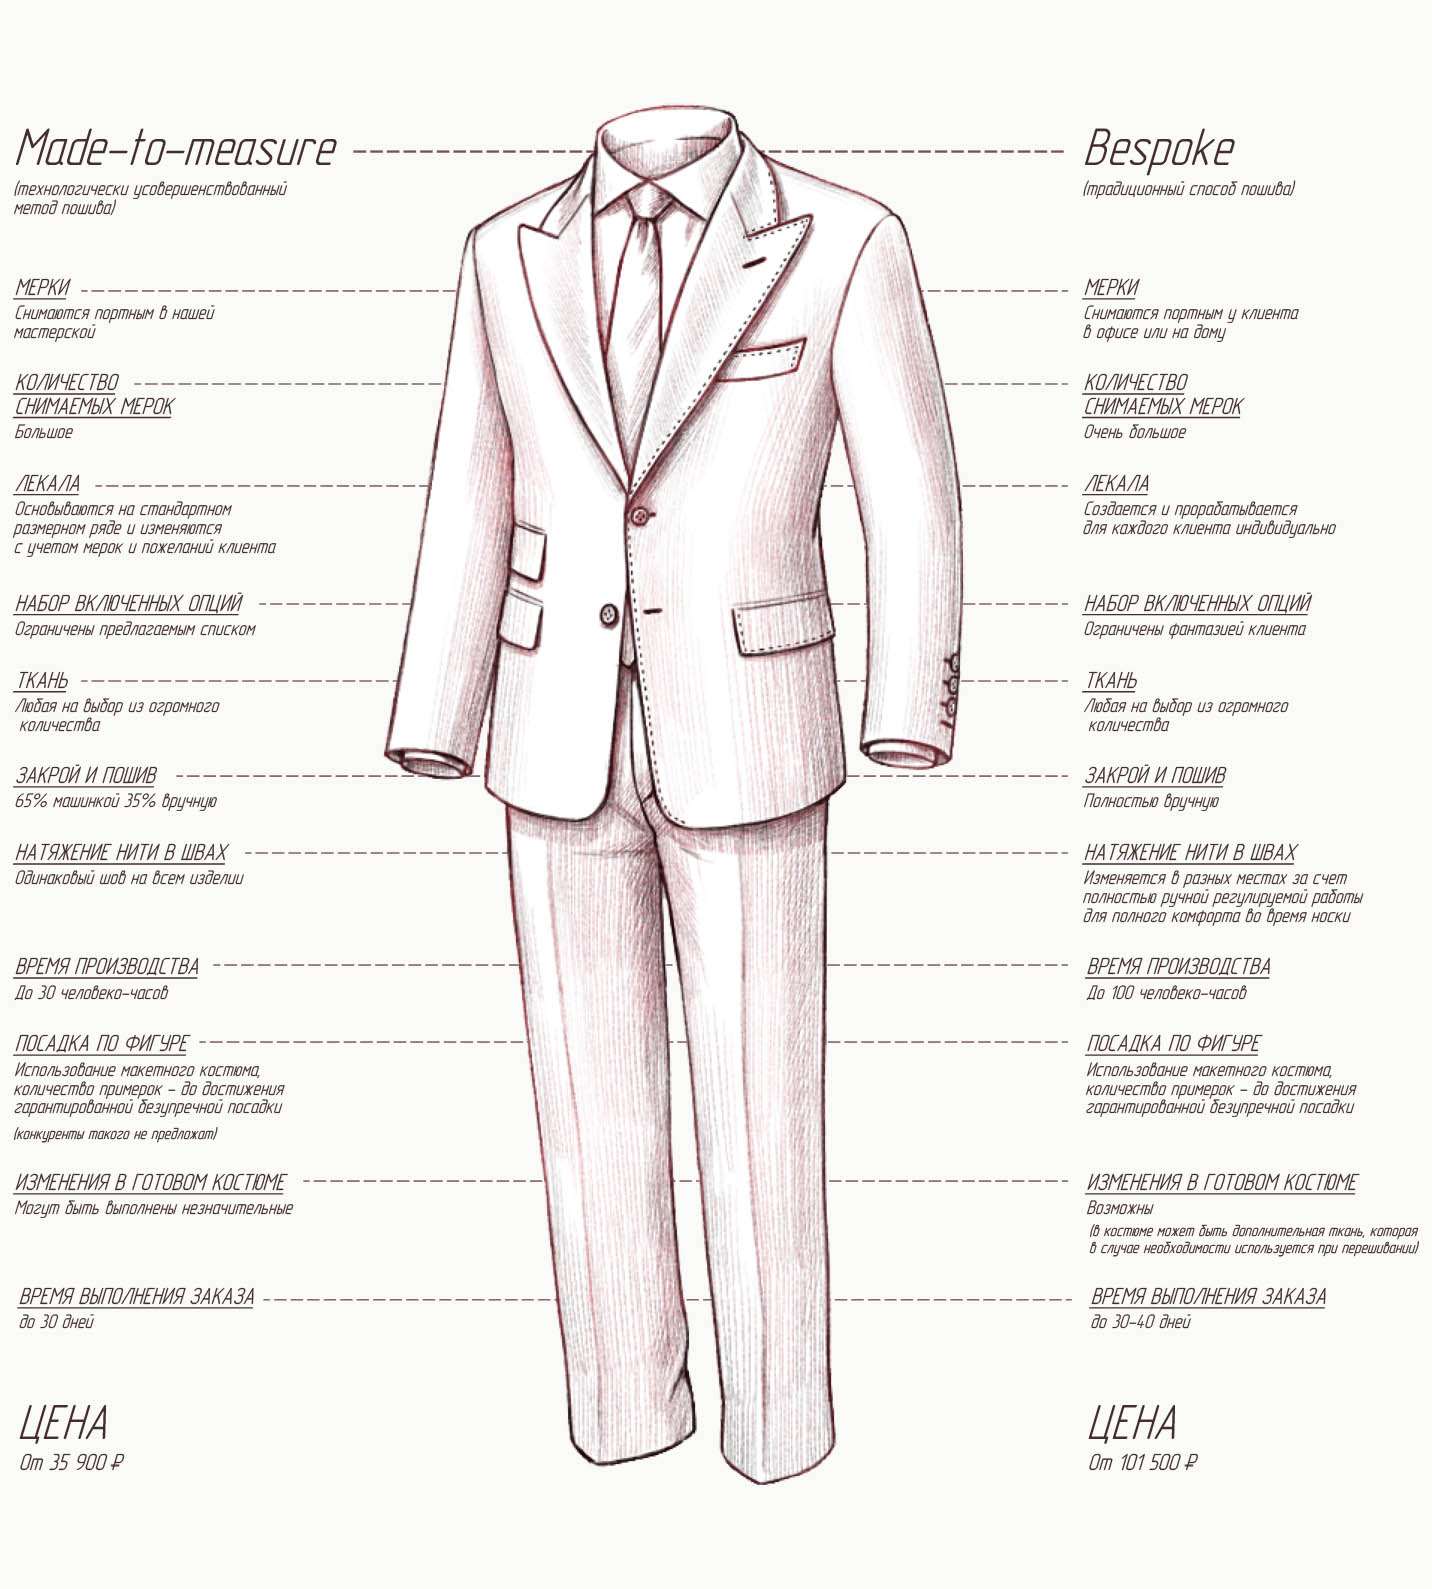 Made-to-measure
(технологически усовершенствованный
метод пошива)
МЕРКИ
Снимаются портным в нашей
мастерской
КОЛИЧЕСТВО
СНИМАЕМЫХ МЕРОК
Большое
ЛЕКАЛА
Основываются на стандартном
размерном ряде и изменяются
с учетом мерок и пожеланий клиента
НАБОР ВКЛЮЧЕННЫХ ОПЦИЙ
Ограничены предлагаемым списком
ТКАНЬ
Любая на выбор из огромного
количества
ЗАКРОЙ И ПОШИВ
65% машинкой 35% вручную
НАТЯЖЕНИЕ НИТИ В ШВАХ
Одинаковый шов на всем изделии
ВРЕМЯ ПРОИЗВОДСТВА
До 30 человеко-часов
ПОСАДКА ПО ФИГУРЕ
Использование макетного костюма,
количество примерок - до достижения
гарантированной безупречной посадки
(конкуренты такого не предложат)
ИЗМЕНЕНИЯ В ГОТОВОМ КОСТЮМЕ
Могут быть выполнены незначительные
ВРЕМЯ ВЫПОЛНЕНИЯ ЗАКАЗА
до 30 дней
ЦЕНА
От 35 900 ₽
Bespoke
(традиционный способ пошива)
МЕРКИ
Снимаются портным у клиента
в офисе или на дому
КОЛИЧЕСТВО
СНИМАЕМЫХ МЕРОК
Очень большое
ЛЕКАЛА
Создается и прорабатывается
для каждого клиента индивидуально
НАБОР ВКЛЮЧЕННЫХ ОПЦИЙ
Ограничены фантазией клиента
ТКАНЬ
Любая на выбор из огромного
количества
ЗАКРОЙ И ПОШИВ
Полностью вручную
НАТЯЖЕНИЕ НИТИ В ШВАХ
Изменяется в разных местах за счет
полностью ручной регулируемой работы
для полного комфорта во время носки
ВРЕМЯ ПРОИЗВОДСТВА
До 100 человеко-часов
ПОСАДКА ПО ФИГУРЕ
Использование макетного костюма,
количество примерок - до достижения
гарантированной безупречной посадки
ИЗМЕНЕНИЯ В ГОТОВОМ КОСТЮМЕ
Возможны
(в костюме может быть дополнительная ткань, которая
в случае необходимости используется при перешивании)
ВРЕМЯ ВЫПОЛНЕНИЯ ЗАКАЗА
до 30-40 дней
ЦЕНА
От 101 500 ₽